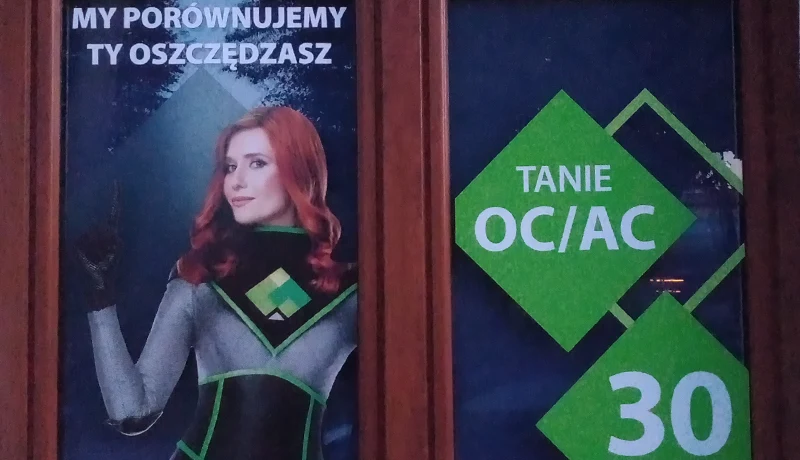 MY PORÓWNUJEMY
TY OSZCZĘDZASZ
TANIE
OC/AC
30